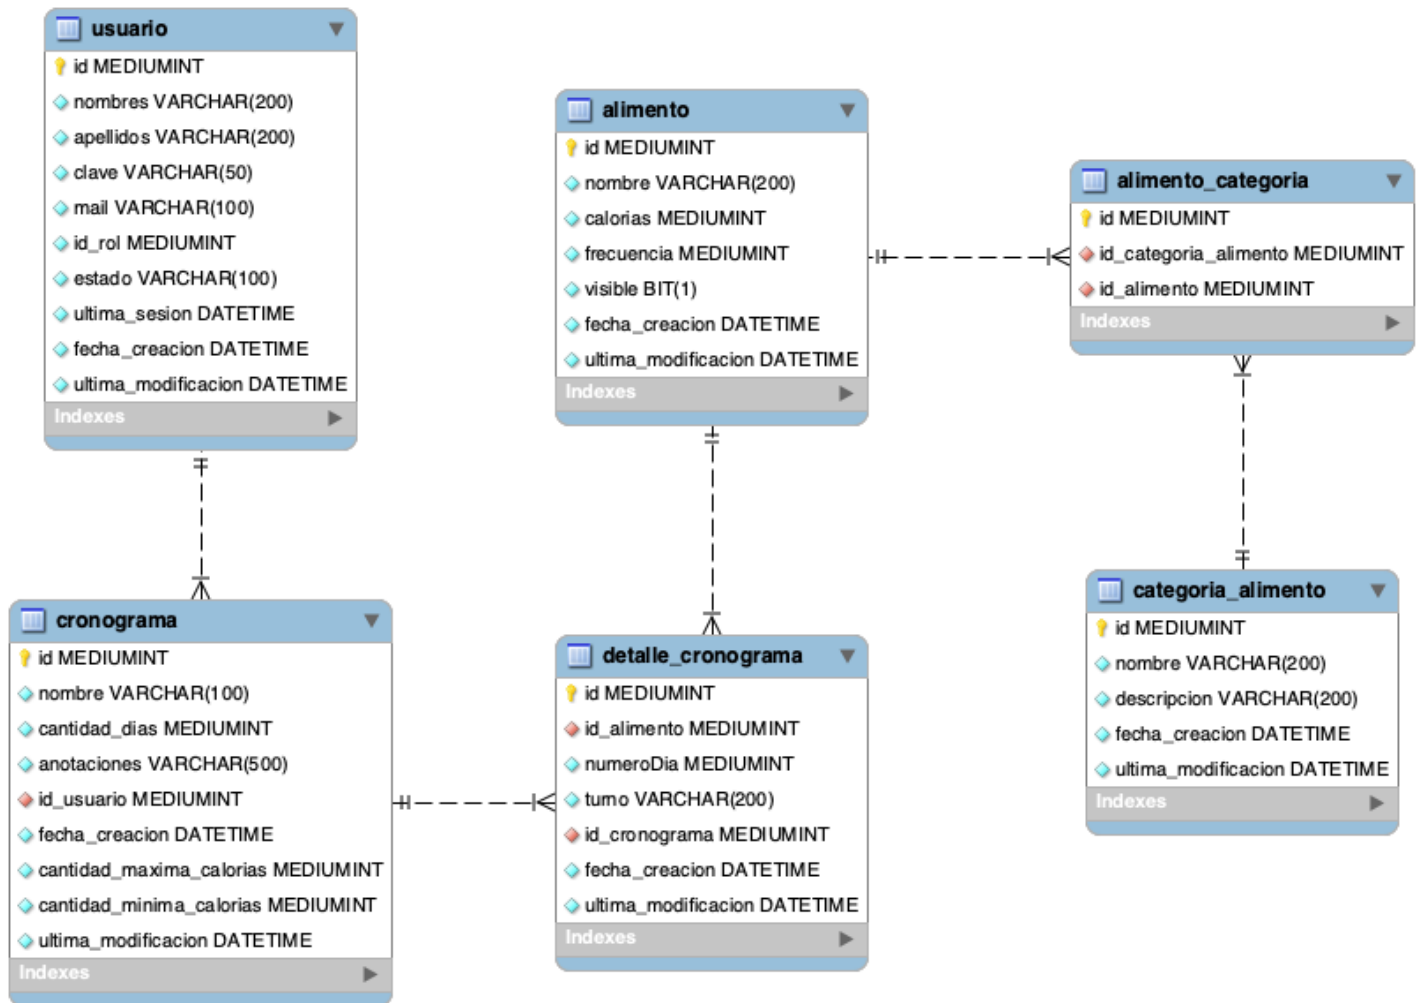 usuario
id MEDIUMINT
nombres VARCHAR(200)
apellidos VARCHAR(200)
clave VARCHAR(50)
mail VARCHAR(100)
id_rol MEDIUMINT
estado VARCHAR(100)
ultima_sesion DATETIME
fecha_creacion DATETIME
ultima_modificacion DATETIME
Indexes
alimento
id MEDIUMINT
nombre VARCHAR(200)
calorias MEDIUMINT
frecuencia MEDIUMINT
visible BIT(1)
fecha_creacion DATETIME
ultima_modificacion DATETIME
Indexes
alimento_categoria
id MEDIUMINT
id_categoria_alimento MEDIUMINT
id_alimento MEDIUMINT
Indexes
cronograma
id MEDIUMINT
nombre VARCHAR(100)
cantidad_dias MEDIUMINT
anotaciones VARCHAR(500)
id_usuario MEDIUMINT
fecha_creacion DATETIME
cantidad_maxima_calorias MEDIUMINT
cantidad_minima_calorias MEDIUMINT
ultima_modificacion DATETIME
Indexes
detalle_cronograma
id MEDIUMINT
id_alimento MEDIUMINT
numeroDia MEDIUMINT
turno VARCHAR(200)
id_cronograma MEDIUMINT
fecha_creacion DATETIME
ultima_modificacion DATETIME
Indexes
categoria_alimento
id MEDIUMINT
nombre VARCHAR(200)
descripcion VARCHAR(200)
fecha_creacion DATETIME
ultima_modificacion DATETIME
Indexes